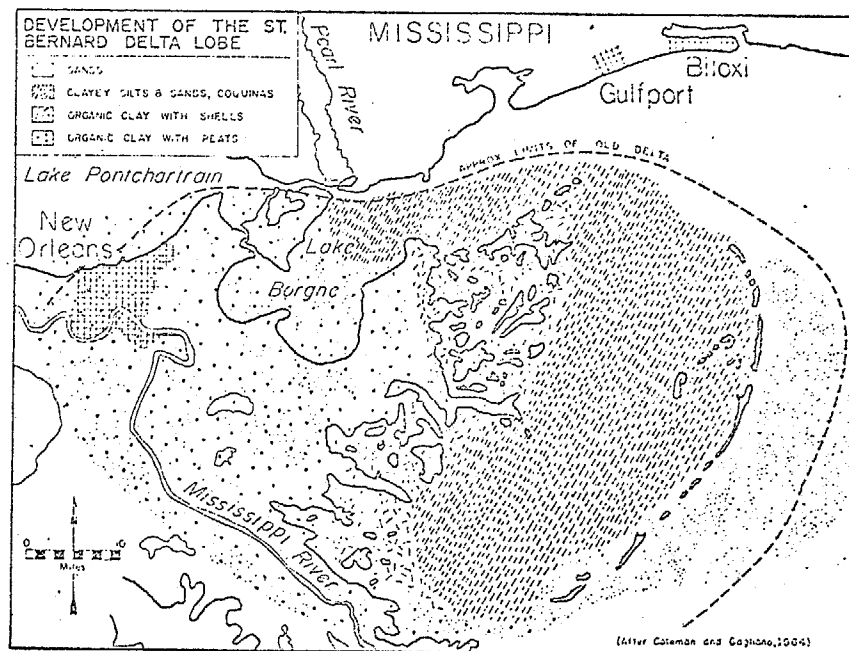 DEVELOPMENT OF THE ST.
BERNARD DELTA LOBE
SANDS
CLAYEY SILTS & SANDS, COQUINAS
ORGANIC CLAY WITH SHELLS
ORGANIC CLAY WITH PEATS
Pearl River
MISSISSIPPI
Biloxi
Gulfport
APPROX LIMITS OF OLD DELTA
Lake Pontchartrain
New
Orleans
Lake
Borgne
Mississippi River
0 10
Miles
(After Coleman and Gagliano, 1964)